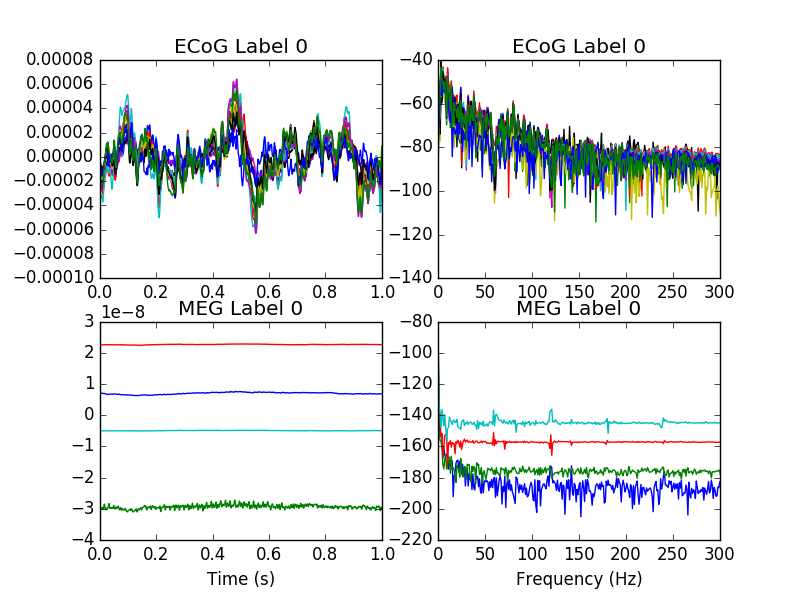 ECoG Label 0
0.00008
0.00006
0.00004
0.00002
0.00000
−0.00002
−0.00004
−0.00006
−0.00008
−0.00010
0.0 0.2 0.4 0.6 0.8 1.0
ECoG Label 0
−40
−60
−80
−100
−120
−140
0 50 100 150 200 250 300
MEG Label 0
1e−8
3
2
1
0
−1
−2
−3
−4
0.0 0.2 0.4 0.6 0.8 1.0
Time (s)
MEG Label 0
−80
−100
−120
−140
−160
−180
−200
−220
0 50 100 150 200 250 300
Frequency (Hz)